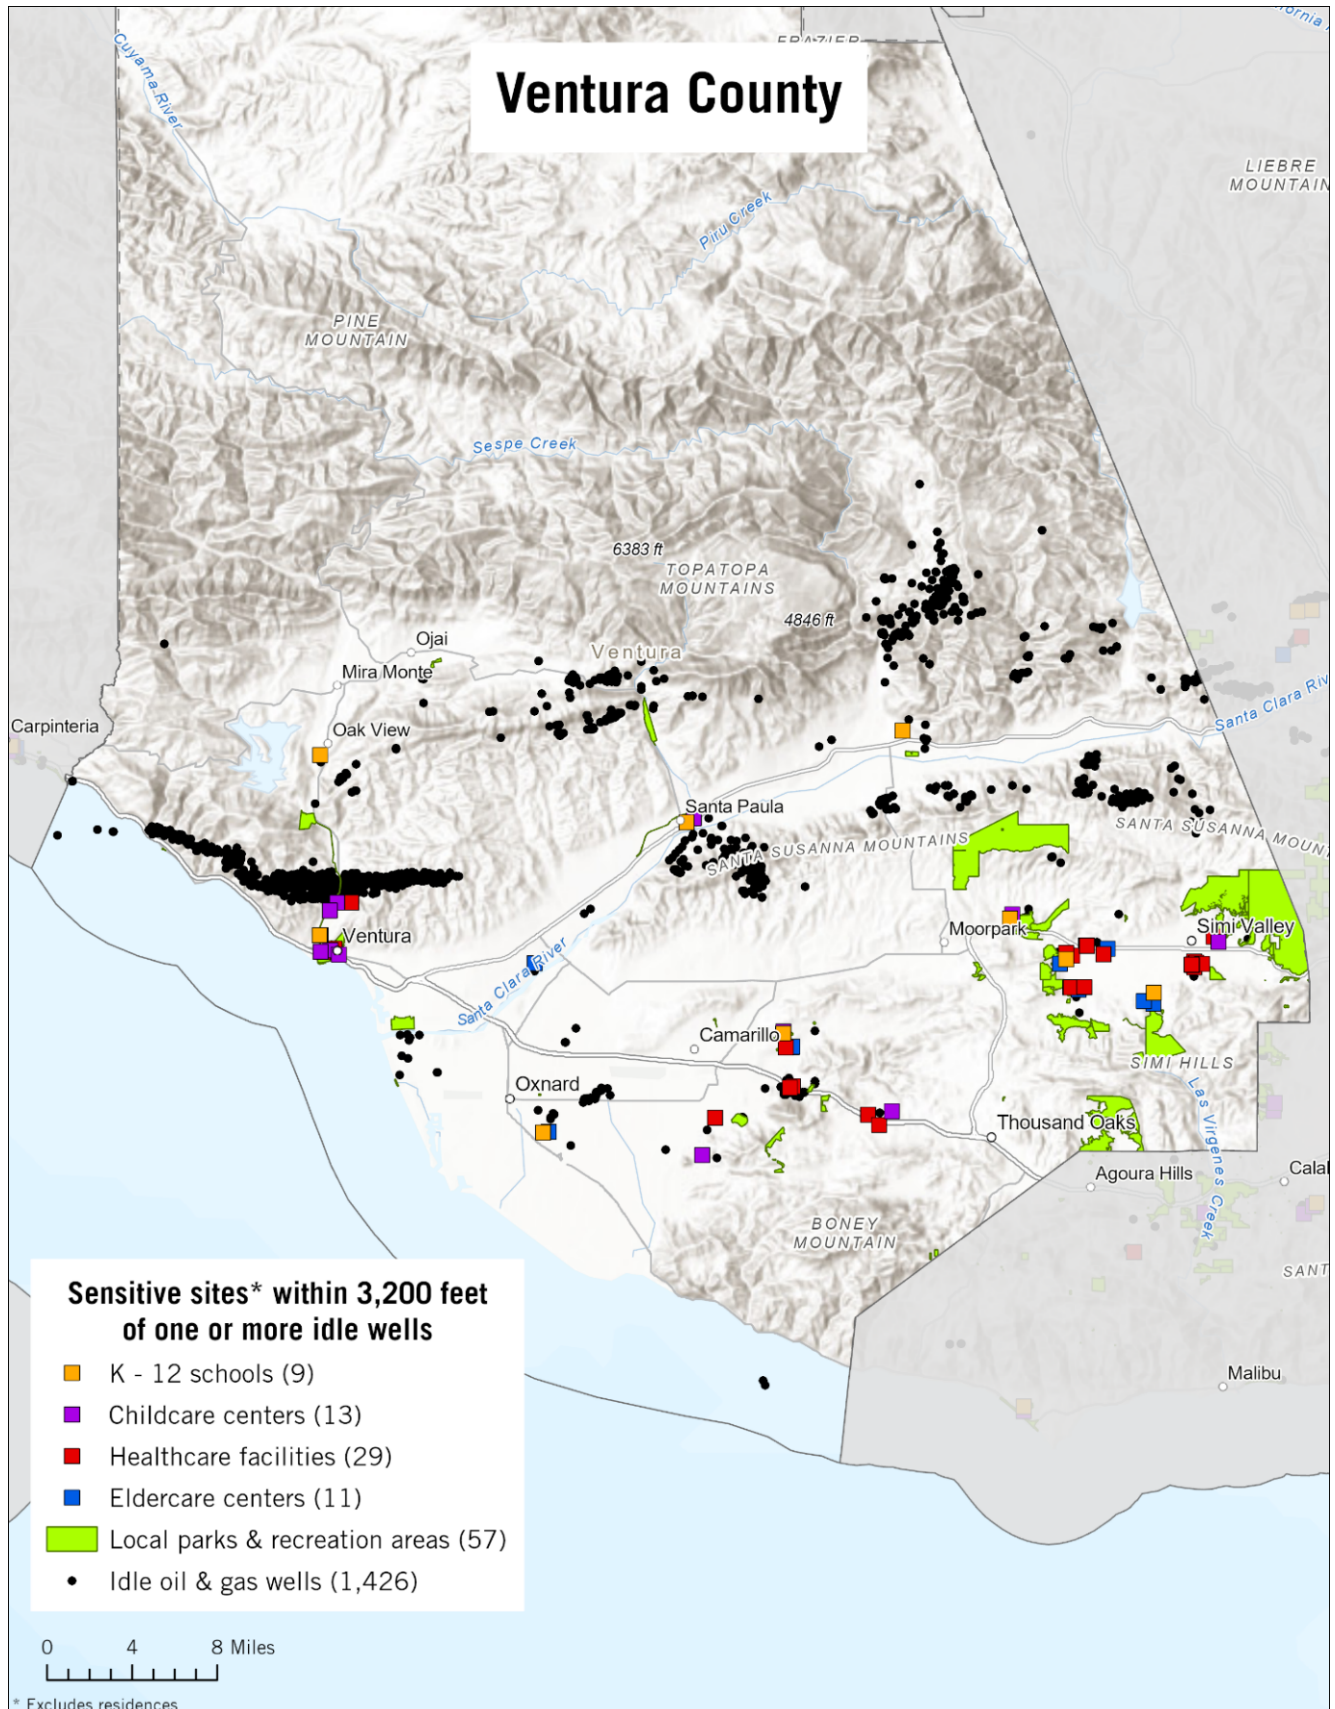 Cuyama River
FRAZIER
Ventura County
LIEBRE
MOUNTAIN
Piru Creek
PINE
MOUNTAIN
Sespe Creek
6383 ft
TOPATOPA
MOUNTAINS
4846 ft
Ojai
Ventura
Mira Monte
Santa Clara Riv
Carpinteria
Oak View
Santa Paula
SANTA SUSANNA MOUNTAINS
SANTA SUSANNA MOUNT
Moorpark
Simi Valley
Ventura
Santa Clara River
Camarillo
SIMI HILLS
Oxnard
Thousand Oaks
Las Virgenes Creek
Agoura Hills
Calal
BONEY
MOUNTAIN
SANT
Sensitive sites* within 3,200 feet
of one or more idle wells
K - 12 schools (9)
Childcare centers (13)
Healthcare facilities (29)
Eldercare centers (11)
Local parks & recreation areas (57)
Idle oil & gas wells (1,426)
Malibu
0 4 8 Miles
* Excludes residences